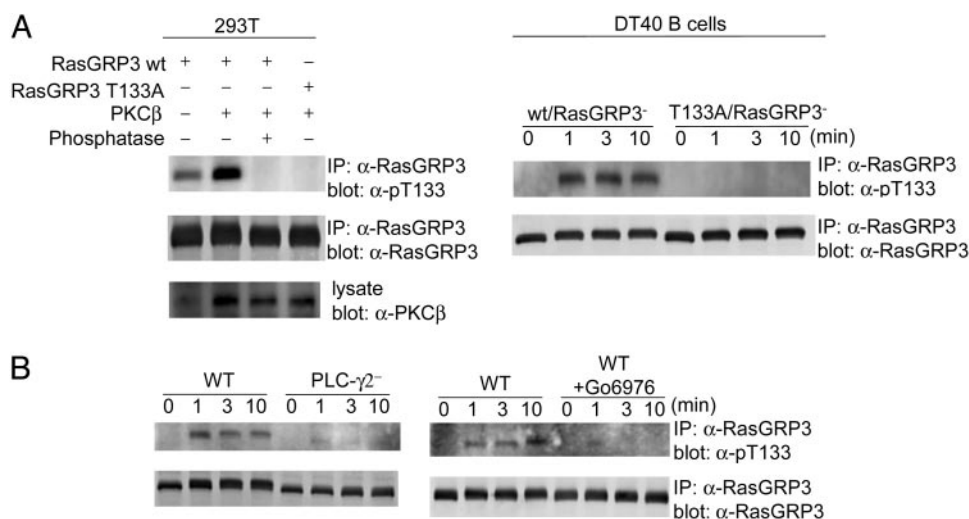 A
293T
RasGRP3 wt + + + –
RasGRP3 T133A – – – +
PKCβ – + + +
Phosphatase – – + –
IP: α-RasGRP3
blot: α-pT133
IP: α-RasGRP3
blot: α-RasGRP3
lysate
blot: α-PKCβ
DT40 B cells
wt/RasGRP3- T133A/RasGRP3-
0 1 3 10 0 1 3 10 (min)
IP: α-RasGRP3
blot: α-pT133
IP: α-RasGRP3
blot: α-RasGRP3
B
WT PLC-γ2–
0 1 3 10 0 1 3 10
WT WT
+Go6976
0 1 3 10 0 1 3 10 (min)
IP: α-RasGRP3
blot: α-pT133
IP: α-RasGRP3
blot: α-RasGRP3